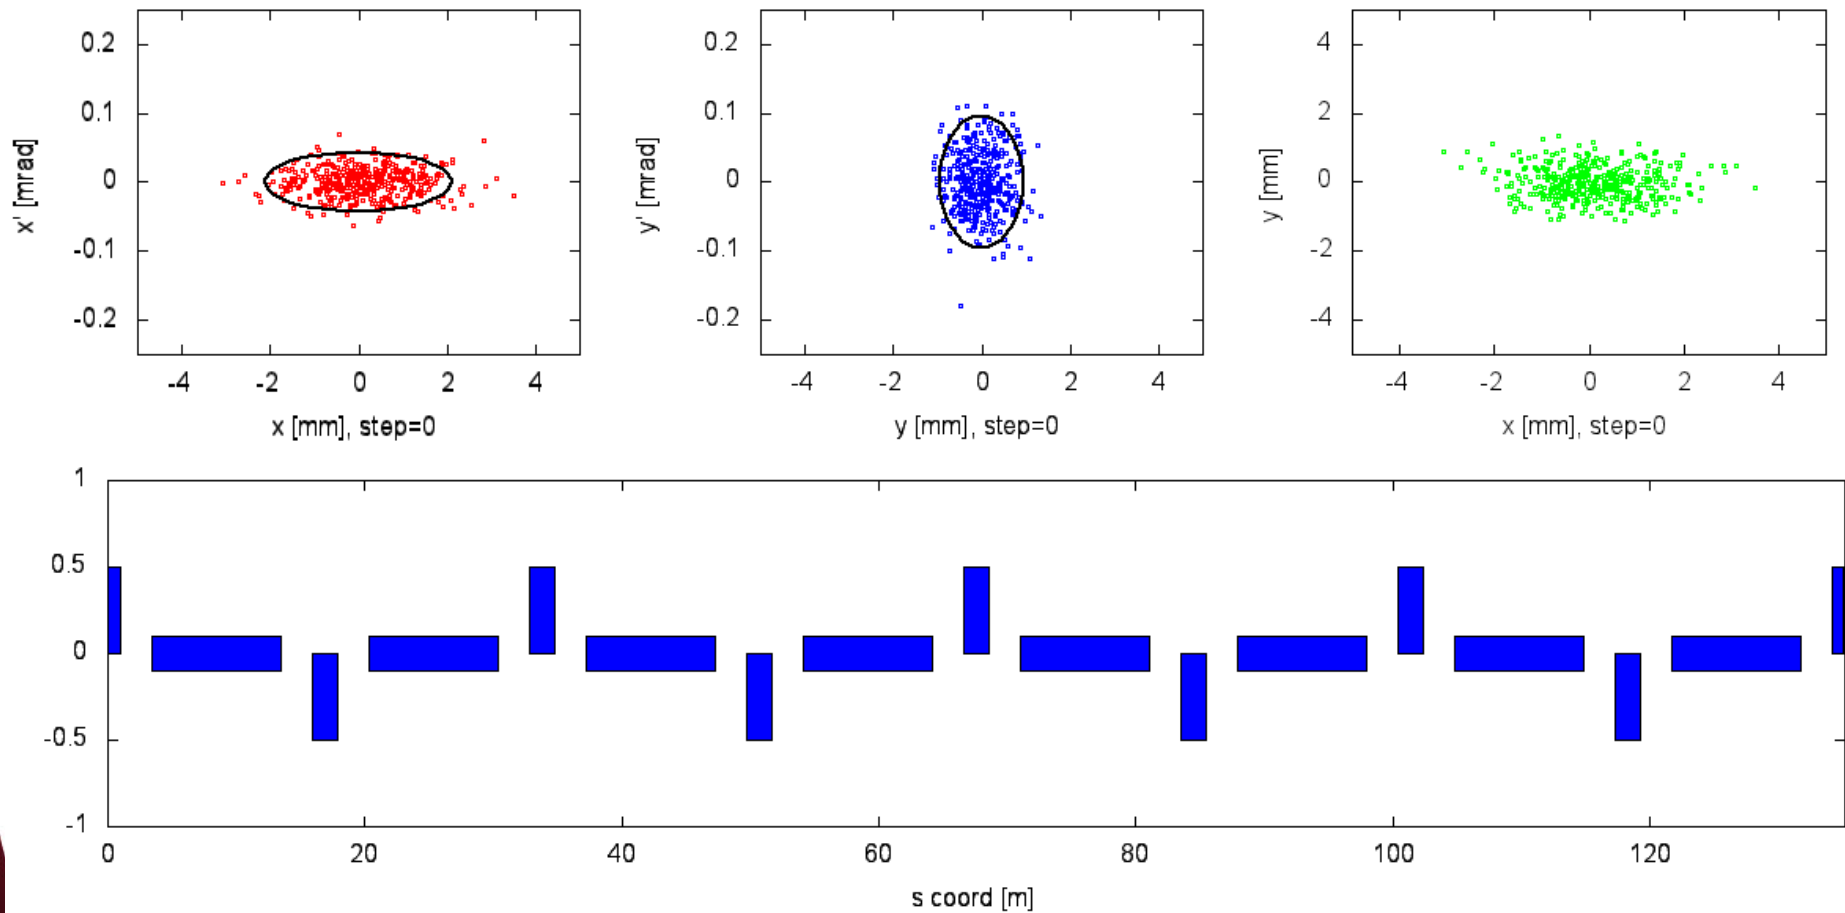 0.2
0.1
0
-0.1
-0.2
x' [mrad]
-4 -2 0 2 4
x [mm], step=0
0.2
0.1
0
-0.1
-0.2
y' [mrad]
-4 -2 0 2 4
y [mm], step=0
4
2
0
-2
-4
y [mm]
-4 -2 0 2 4
x [mm], step=0
1
0.5
0
-0.5
-1
0 20 40 60 80 100 120
s coord [m]